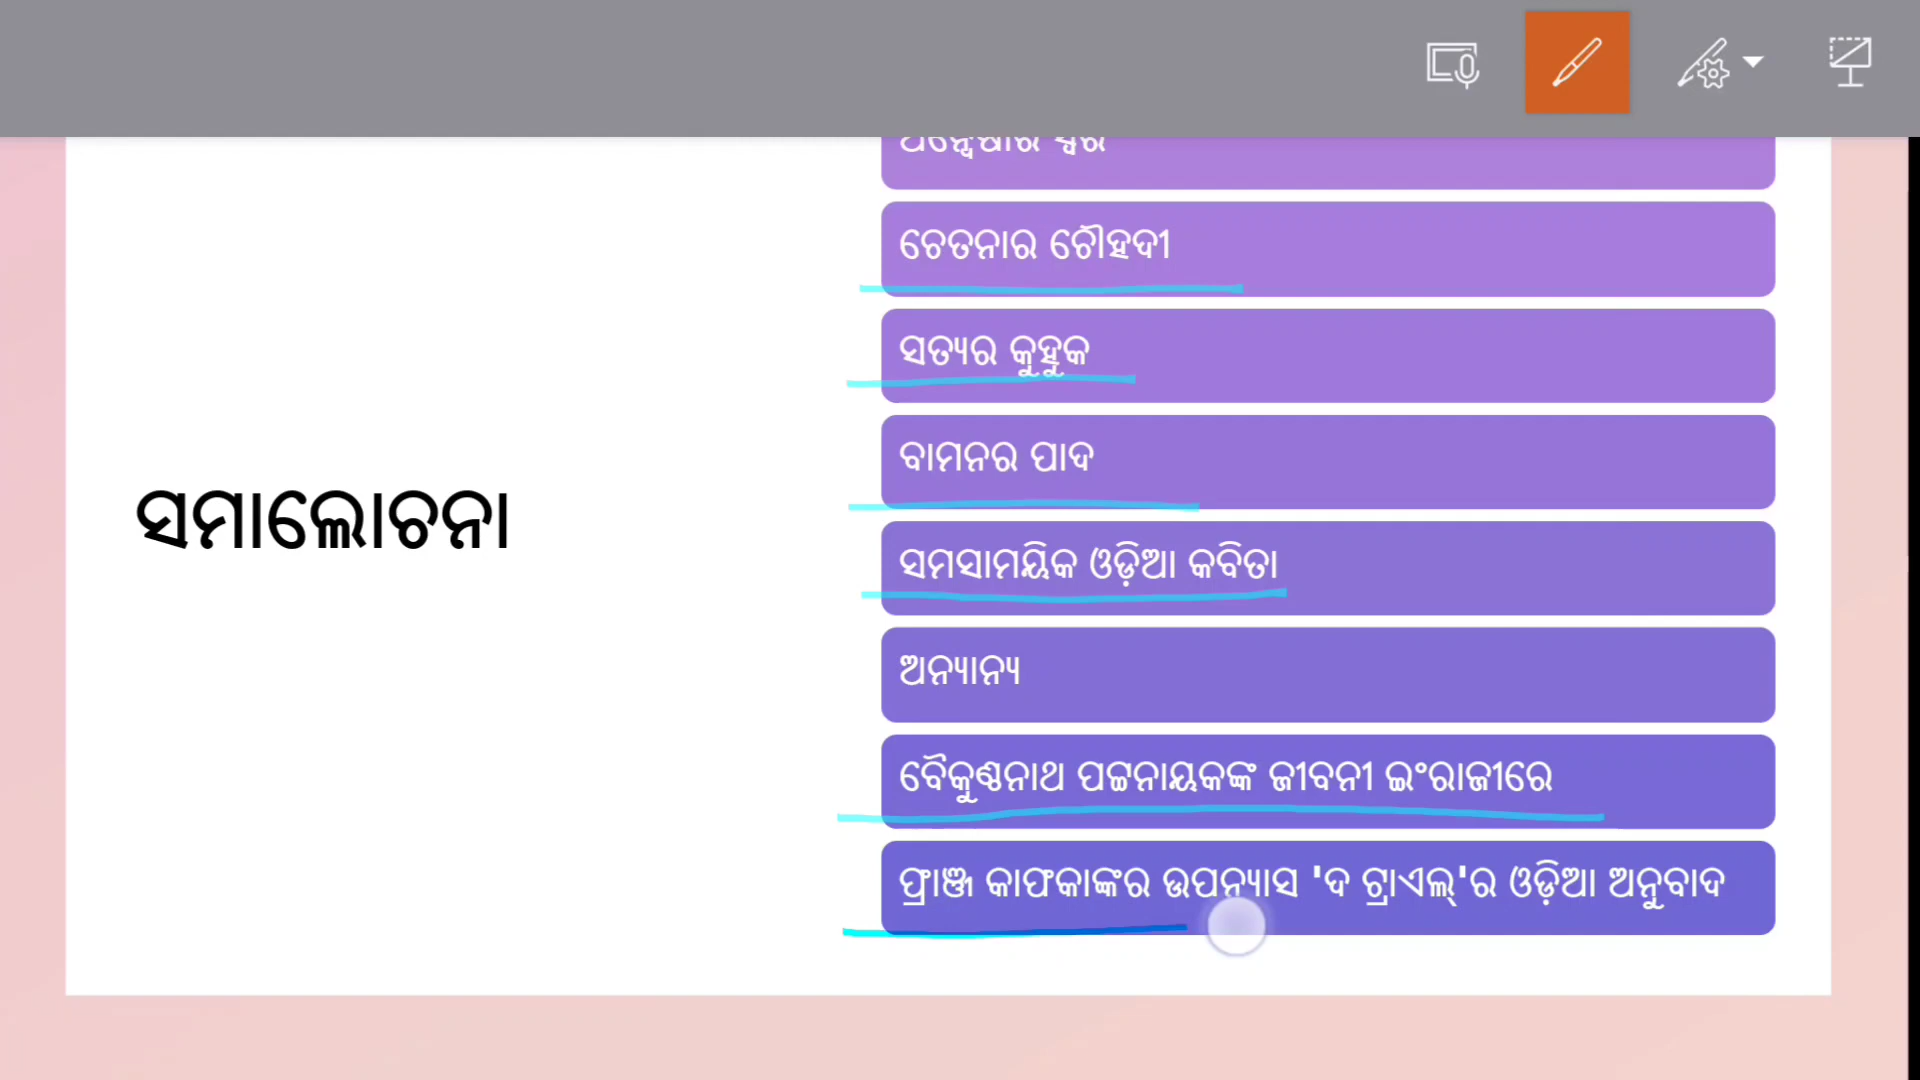 ଚେତନାର ଚୌହଦୀ
ସତ୍ୟର କୁହୁକ
ବାମନର ପାଦ
ସମାଲୋଚନା
ସମସାମୟିକ ଓଡ଼ିଆ କବିତା
ଅନ୍ୟାନ୍ୟ
ବୈକୁଣ୍ଠନାଥ ପଟ୍ଟନାୟକଙ୍କ ଜୀବନୀ ଇଂରାଜୀରେ
ଫ୍ରାଞ୍ଜ କାଫକାଙ୍କର ଉପନ୍ୟାସ 'ଦ ଟ୍ରାଏଲ୍'ର ଓଡ଼ିଆ ଅନୁବାଦ